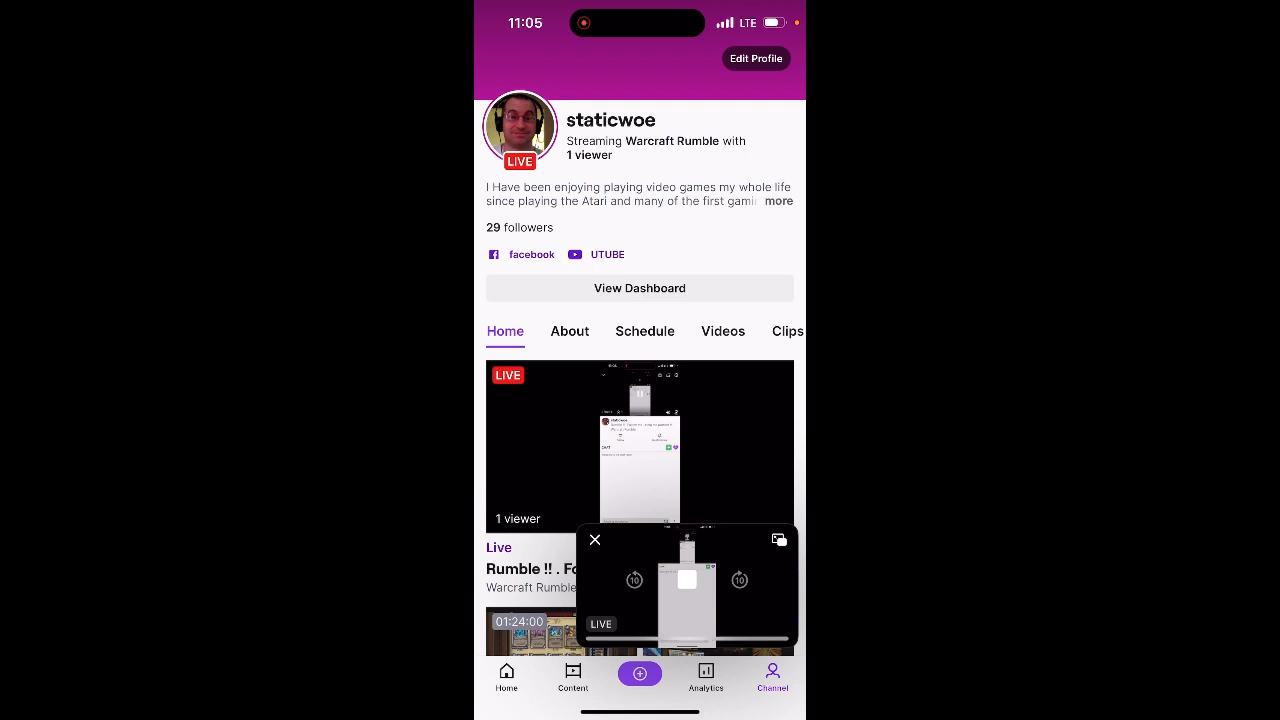 11:05
LTE
Edit Profile
staticwoe
Streaming Warcraft Rumble with
1 viewer
LIVE
I Have been enjoying playing video games my whole life
since playing the Atari and many of the first gami
more
29 followers
facebook
UTUBE
View Dashboard
Home
About
Schedule
Videos
Clips
LIVE
staticwoe
1 viewer
Live
Rumble !! . Fo
Warcraft Rumble
10
10
LIVE
01:24:00
Home
Content
Analytics
Channel